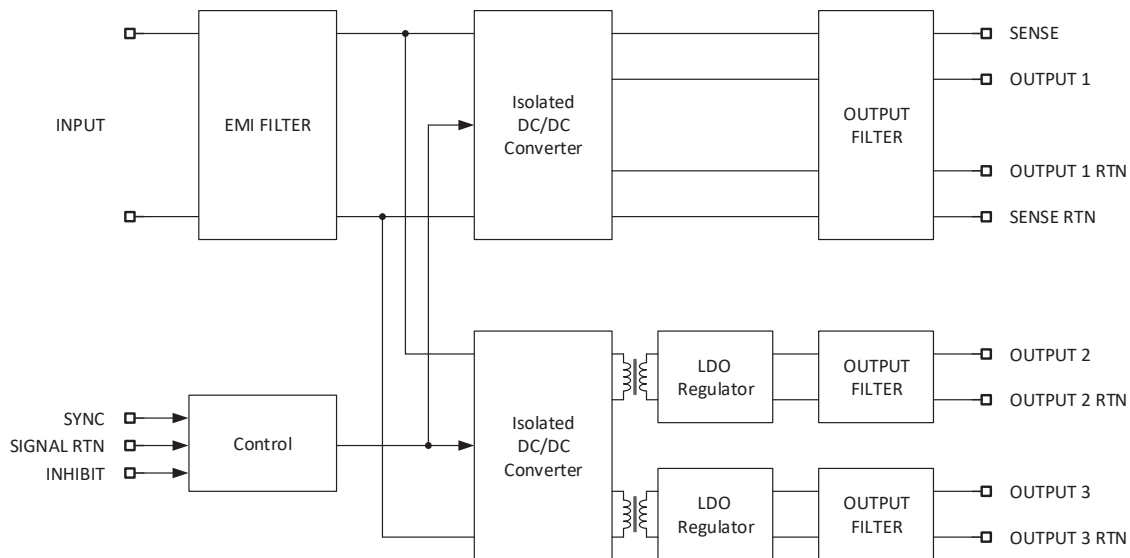 INPUT
EMI FILTER
Isolated
DC/DC
Converter
OUTPUT
FILTER
SENSE
OUTPUT 1
OUTPUT 1 RTN
SENSE RTN
SYNC
SIGNAL RTN
INHIBIT
Control
Isolated
DC/DC
Converter
LDO
Regulator
OUTPUT
FILTER
OUTPUT 2
OUTPUT 2 RTN
LDO
Regulator
OUTPUT
FILTER
OUTPUT 3
OUTPUT 3 RTN